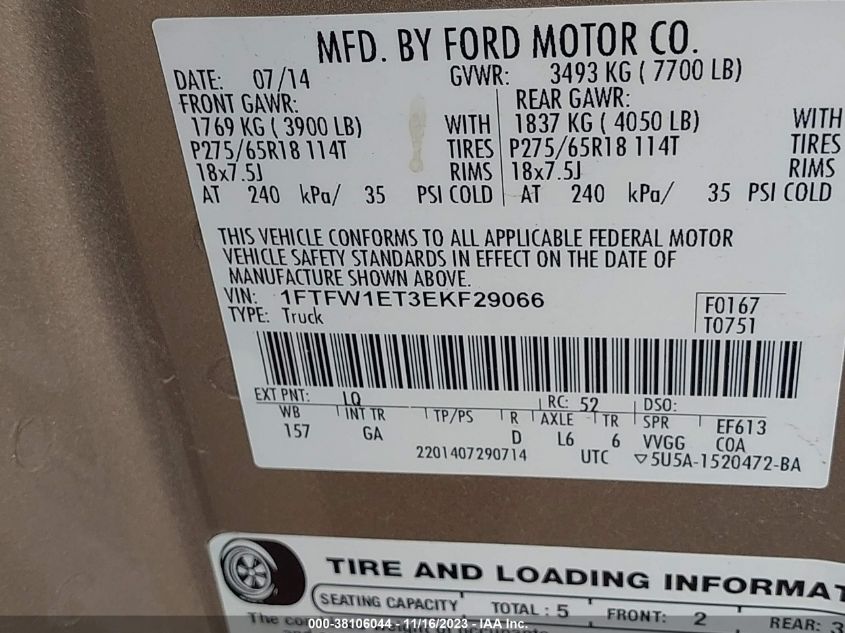 MFD. BY FORD MOTOR CO.
DATE: 07/14 GVWR: 3493 KG ( 7700 LB)
FRONT GAWR: REAR GAWR:
1769 KG ( 3900 LB) WITH 1837 KG ( 4050 LB) WITH
P275/65R18 114T TIRES P275/65R18 114T TIRES
18x7.5J RIMS 18x7.5J RIMS
AT 240 kPa/ 35 PSI COLD AT 240 kPa/ 35 PSI COLD
THIS VEHICLE CONFORMS TO ALL APPLICABLE FEDERAL MOTOR
VEHICLE SAFETY STANDARDS IN EFFECT ON THE DATE OF
MANUFACTURE SHOWN ABOVE.
VIN: 1FTFW1ET3EKF29066 F0167
TYPE: Truck T0751
EXT PNT: LQ RC: 52 DSO:
WB INT TR TP/PS R AXLE TR SPR EF613
157 GA D L6 6 VVGG COA
2201407290714 UTC ▽5U5A-1520472-BA
TIRE AND LOADING INFORMAT
SEATING CAPACITY TOTAL : 5 FRONT: 2 REAR: 3
The
000-38106044 - 11/16/2023 - IAA Inc.